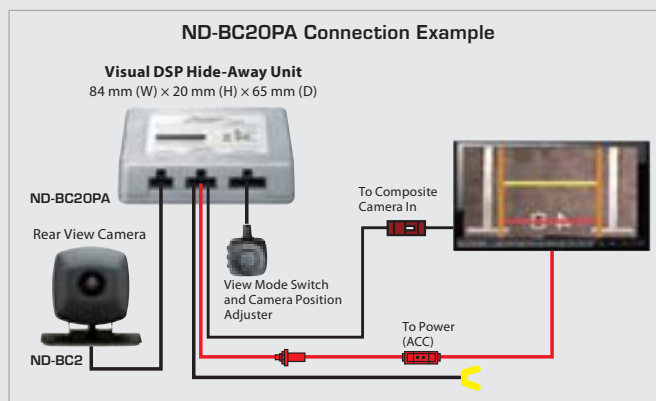 ND-BC20PA Connection Example
Visual DSP Hide-Away Unit
84 mm (W) × 20 mm (H) × 65 mm (D)
ND-BC20PA
Rear View Camera
ND-BC2
View Mode Switch
and Camera Position
Adjuster
To Composite
Camera In
To Power
(ACC)